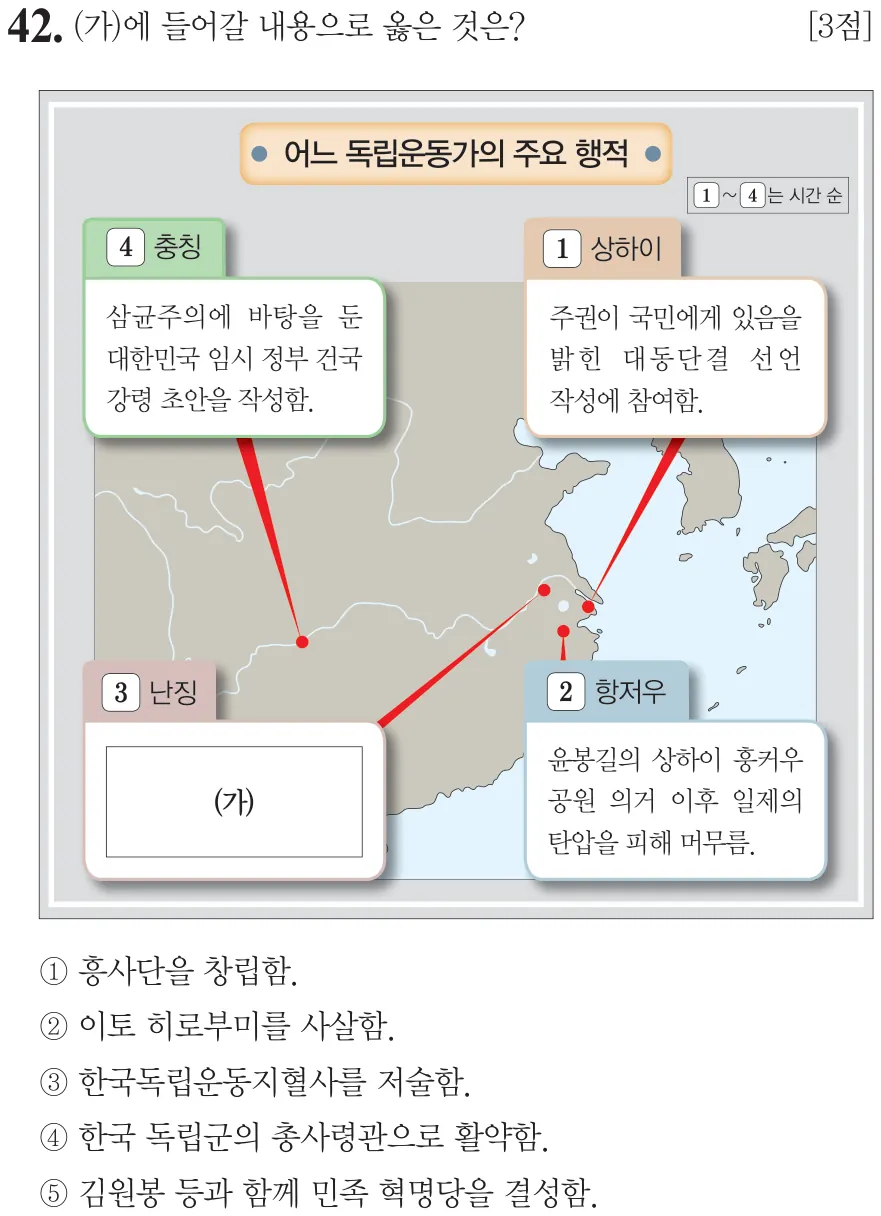 42. (가)에 들어갈 내용으로 옳은 것은? [3점]
어느 독립운동가의 주요 행적
1 ~ 4 는 시간 순
4 충칭
삼균주의에 바탕을 둔
대한민국 임시 정부 건국
강령 초안을 작성함.
1 상하이
주권이 국민에게 있음을
밝힌 대동단결 선언
작성에 참여함.
3 난징
(가)
2 항저우
윤봉길의 상하이 훙커우
공원 의거 이후 일제의
탄압을 피해 머무름.
① 흥사단을 창립함.
② 이토 히로부미를 사살함.
③ 한국독립운동지혈사를 저술함.
④ 한국 독립군의 총사령관으로 활약함.
⑤ 김원봉 등과 함께 민족 혁명당을 결성함.